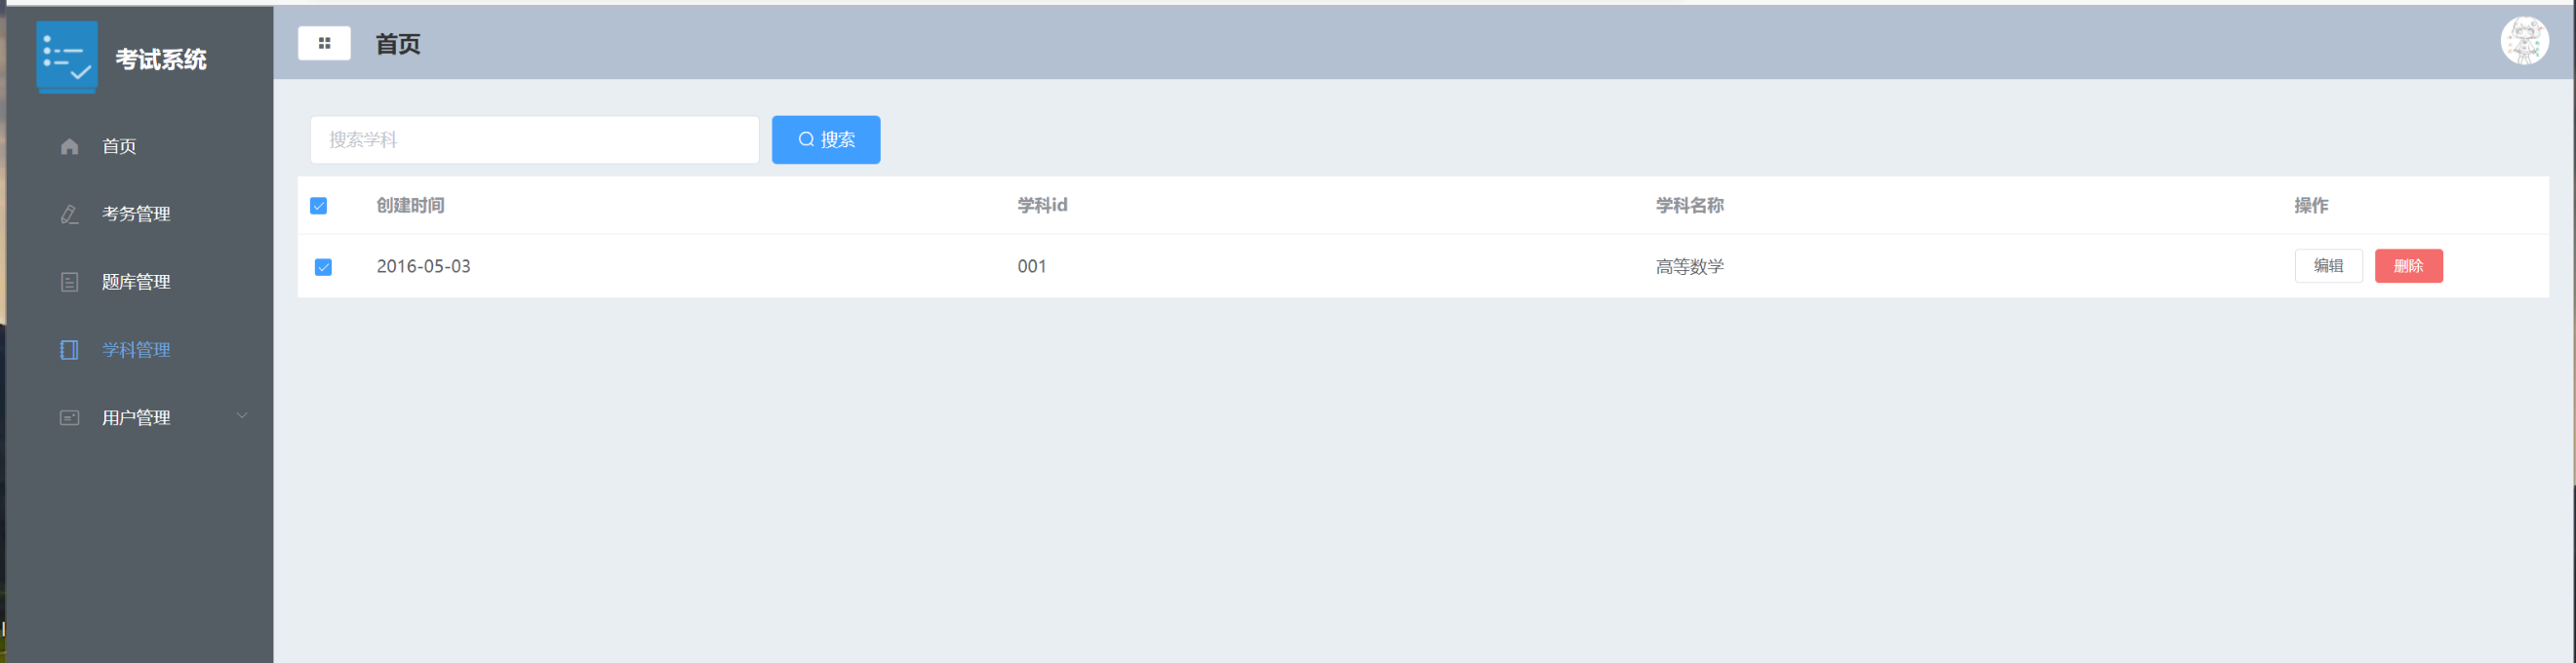 考试系统
首页
考务管理
题库管理
学科管理
用户管理
首页
搜索学科
搜索
创建时间 学科id 学科名称 操作
2016-05-03 001 高等数学 编辑 删除